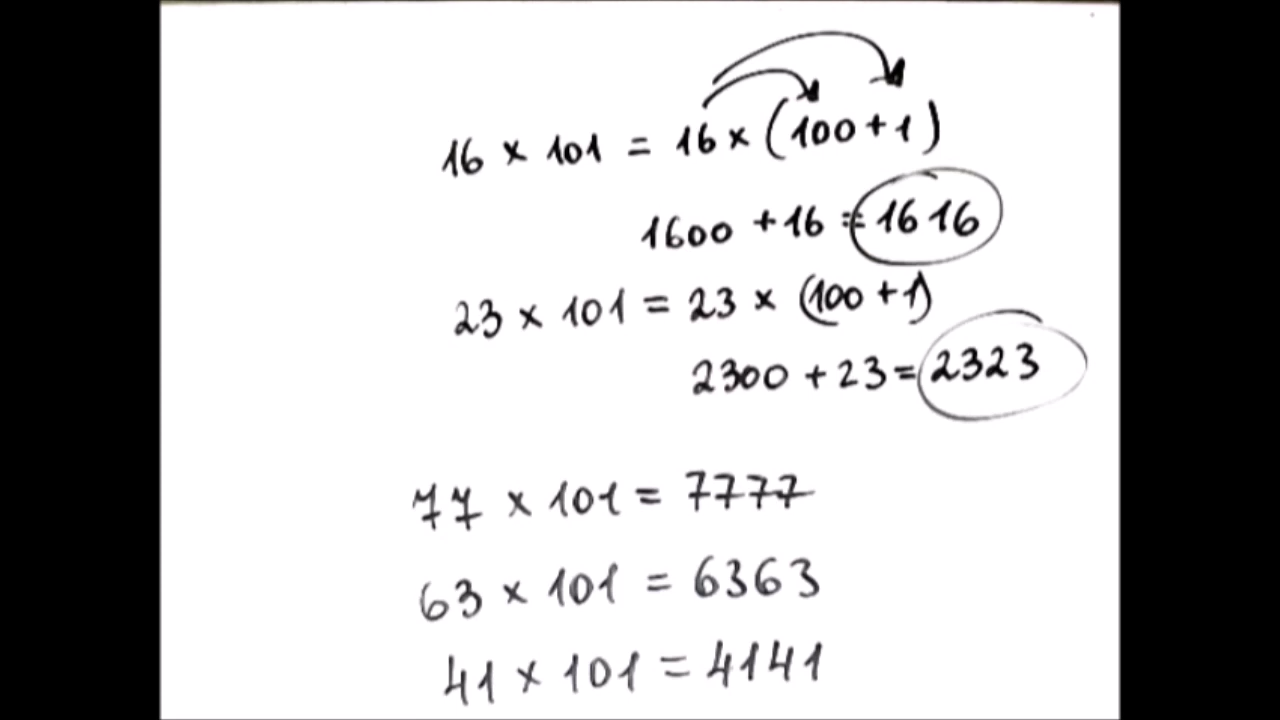 16 × 101 = 16 × (100 + 1)
1600 + 16 = 1616
23 × 101 = 23 × (100 + 1)
2300 + 23 = 2323
77 × 101 = 7777
63 × 101 = 6363
41 × 101 = 4141